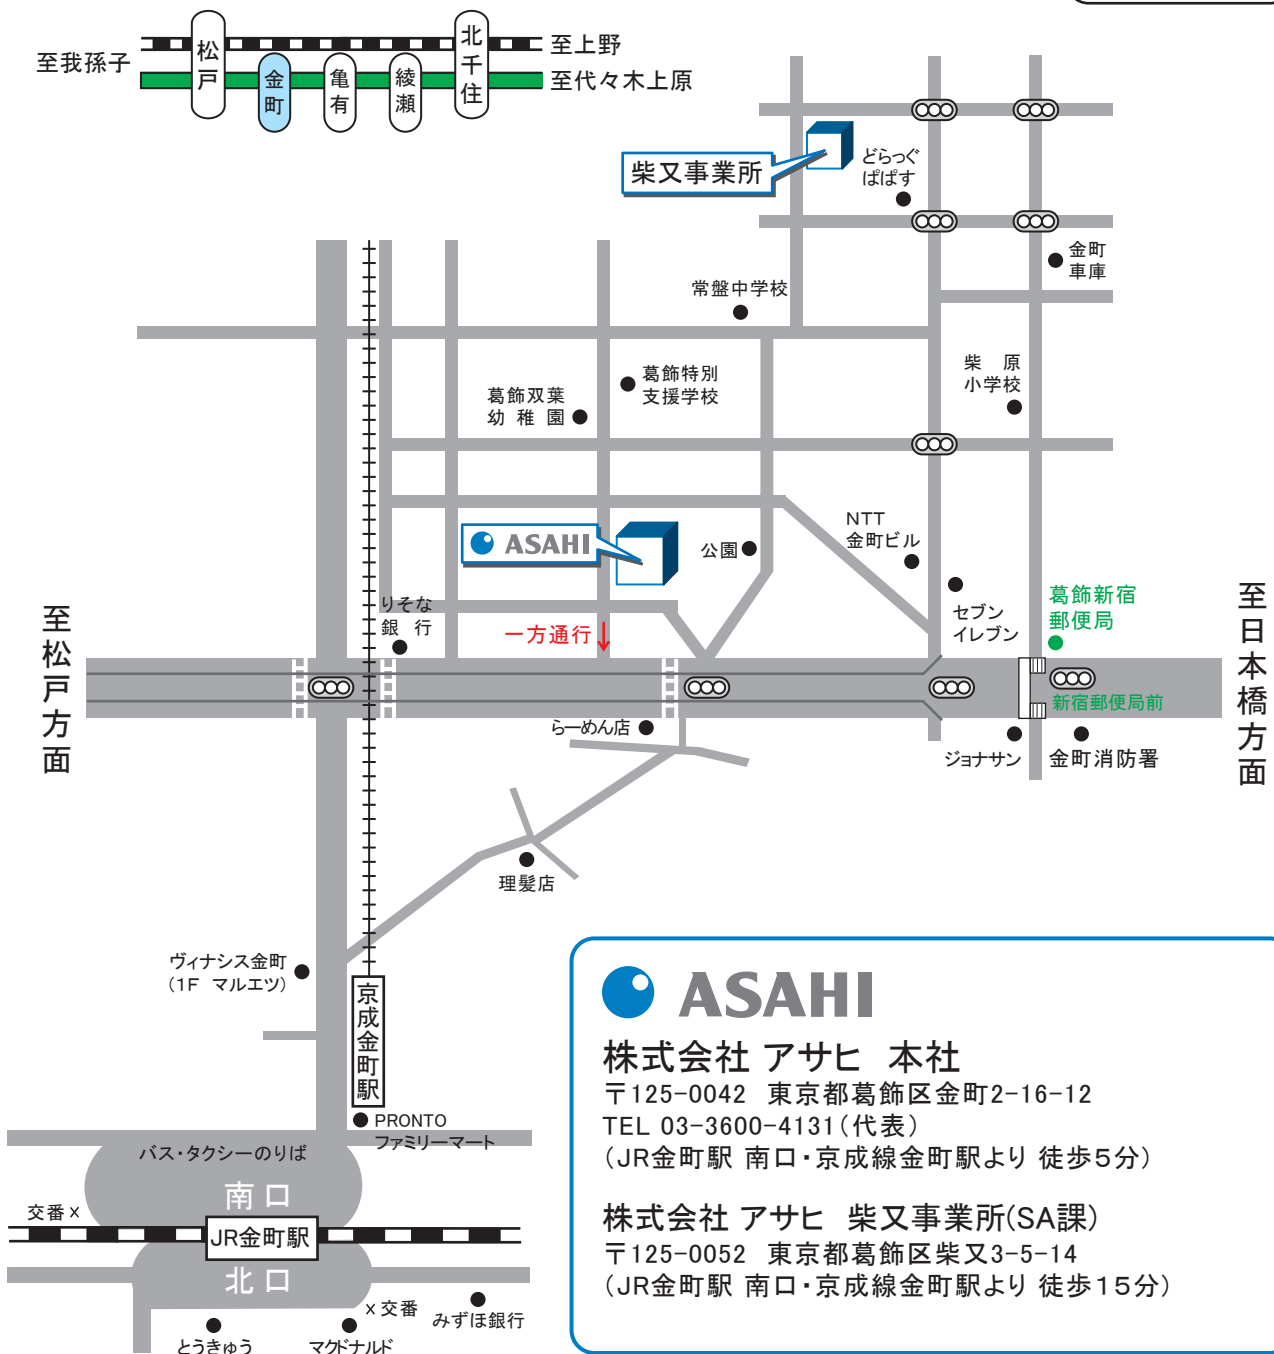 至我孫子
松戸
金町
亀有
綾瀬
北千住
至上野
至代々木上原
柴又事業所
どらっぐ
ぱぱす
金町
車庫
常盤中学校
柴 原
小学校
葛飾特別
支援学校
葛飾双葉
幼 稚 園
NTT
金町ビル
ASAHI
公園
セブン
イレブン
葛飾新宿
郵便局
りそな
銀 行
一方通行
至松戸方面
至日本橋方面
新宿郵便局前
らーめん店
ジョナサン
金町消防署
理髪店
ヴィナシス金町
(1F マルエツ)
京成金町駅
PRONTO
ファミリーマート
バス・タクシーのりば
南口
交番 x
JR金町駅
北口
x 交番
みずほ銀行
とうきゅう
マクドナルド
ASAHI
株式会社 アサヒ 本社
〒125-0042 東京都葛飾区金町2-16-12
TEL 03-3600-4131(代表)
(JR金町駅 南口・京成線金町駅より 徒歩5分)
株式会社 アサヒ 柴又事業所(SA課)
〒125-0052 東京都葛飾区柴又3-5-14
(JR金町駅 南口・京成線金町駅より 徒歩15分)